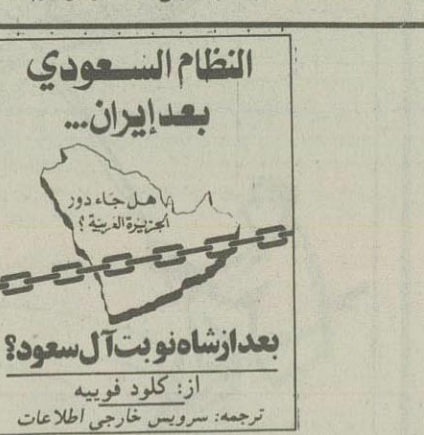 النظام السعودي
بعد إيران...
هل جاء دور
الجزيرة العربية؟
بعد از شاه نوبت آل سعود؟
از: کلود فوییه
ترجمه: سرویس خارجی اطلاعات